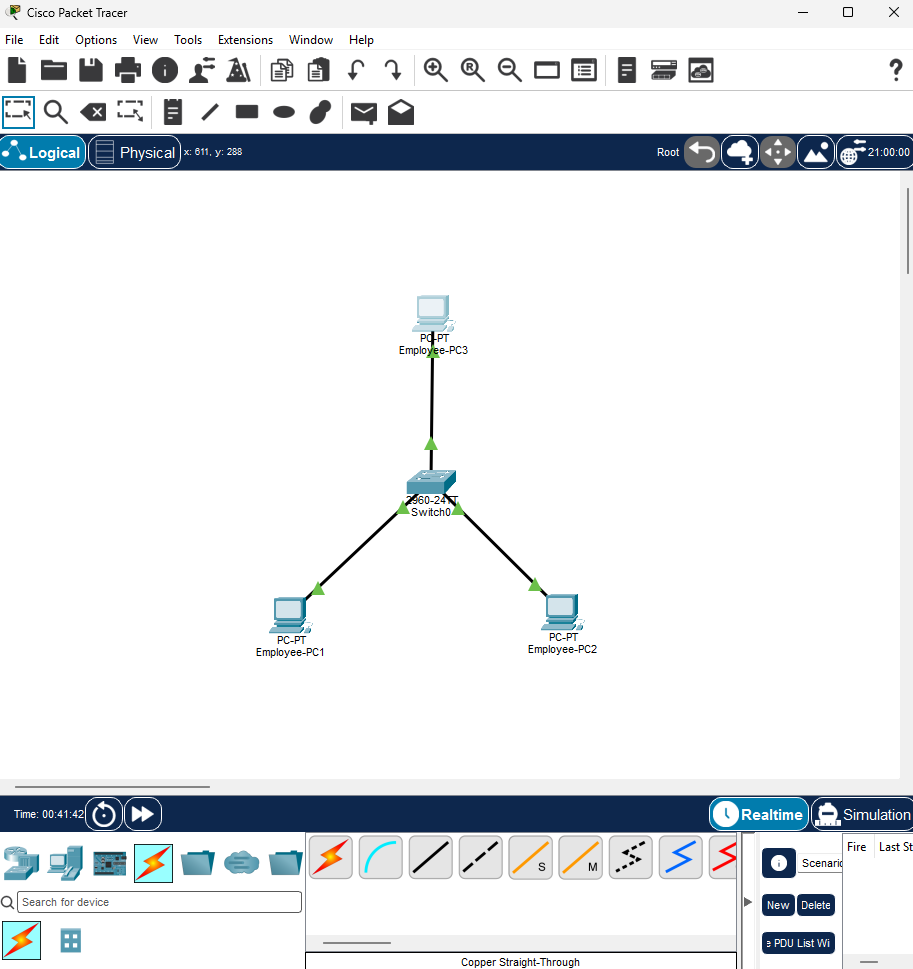 Cisco Packet Tracer
File Edit Options View Tools Extensions Window Help
Logical Physical x: 611, y: 288 Root 21:00:00
PC-PT
Employee-PC3
2960-24TT
Switch0
PC-PT
Employee-PC1
PC-PT
Employee-PC2
Time: 00:41:42 Realtime Simulation
S M
Fire Last St
Scenario
Search for device
New Delete
e PDU List Wi
Copper Straight-Through